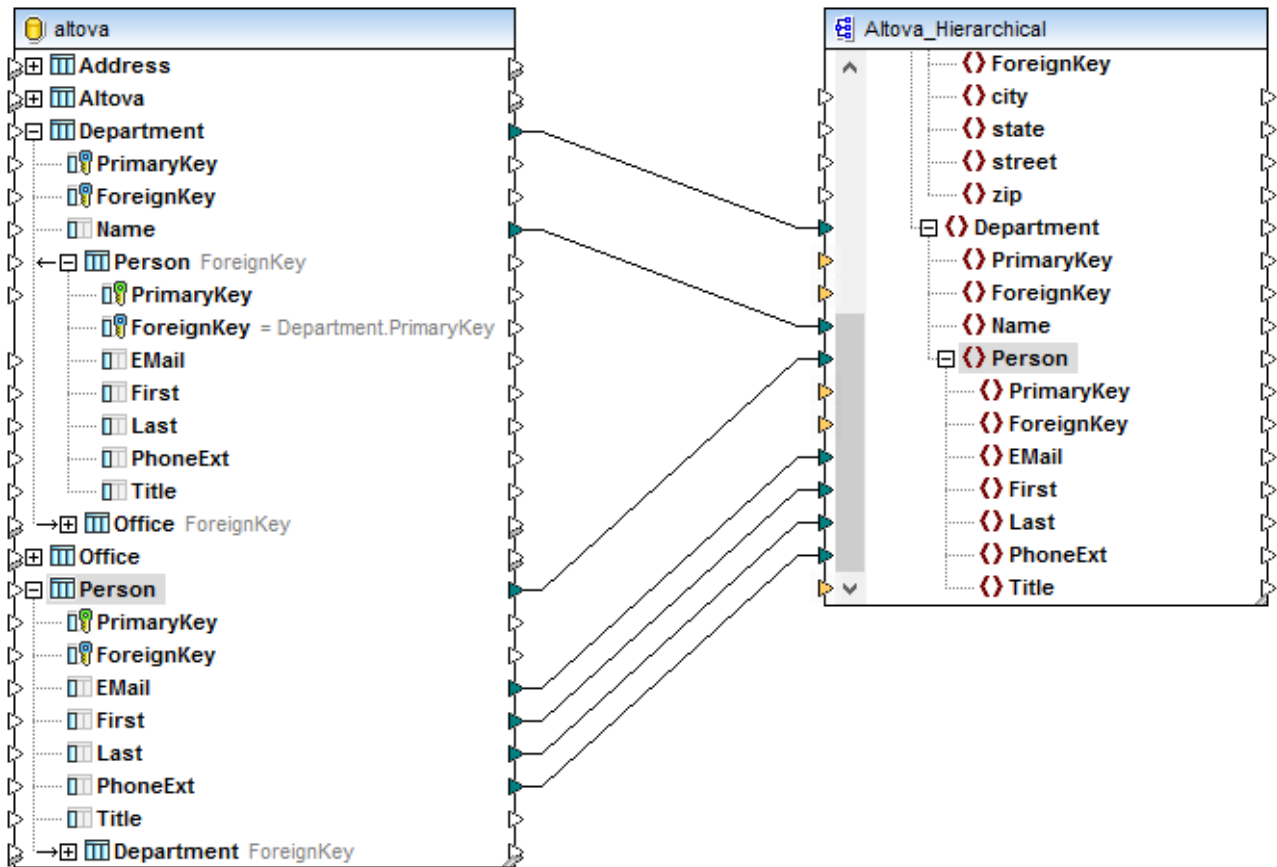 altova
Address
Altova
Department
PrimaryKey
ForeignKey
Name
Person ForeignKey
PrimaryKey
ForeignKey = Department.PrimaryKey
EMail
First
Last
PhoneExt
Title
Office ForeignKey
Office
Person
PrimaryKey
ForeignKey
EMail
First
Last
PhoneExt
Title
Department ForeignKey
Altova_Hierarchical
ForeignKey
city
state
street
zip
Department
PrimaryKey
ForeignKey
Name
Person
PrimaryKey
ForeignKey
EMail
First
Last
PhoneExt
Title